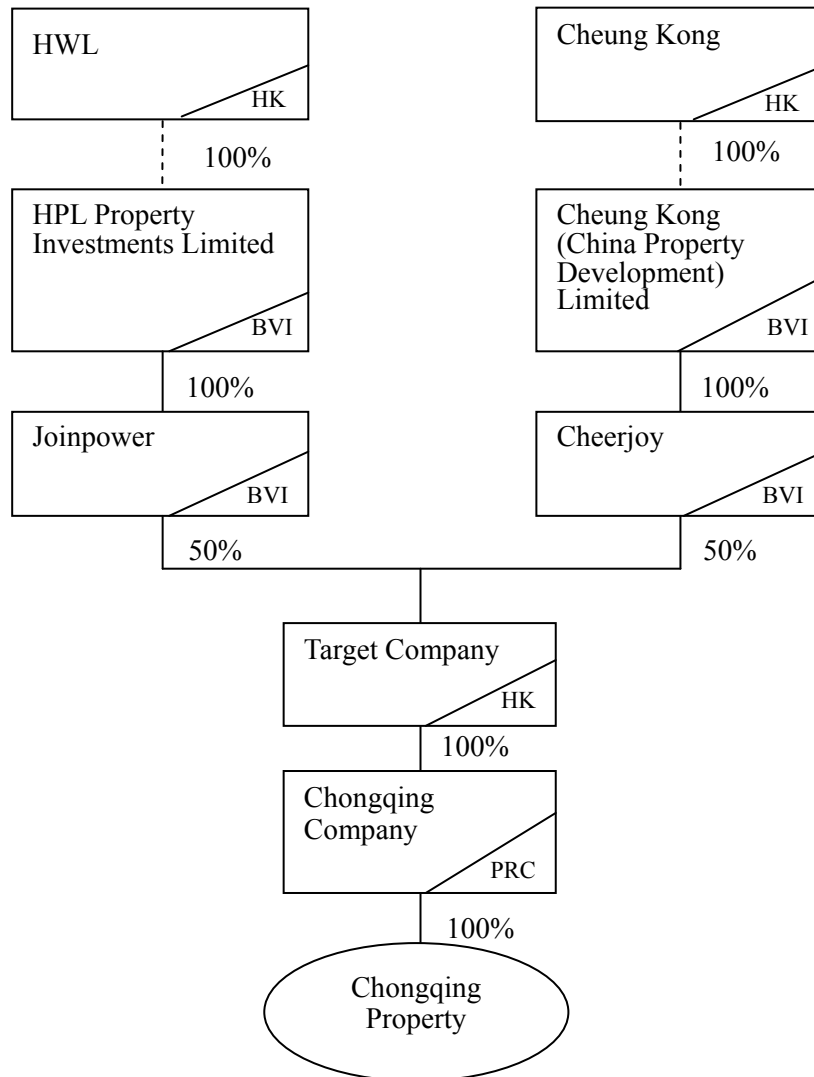 HWL
HK
100%
HPL Property
Investments Limited
BVI
100%
Joinpower
BVI
50%
Cheung Kong
HK
100%
Cheung Kong
(China Property
Development)
Limited
BVI
100%
Cheerjoy
BVI
50%
Target Company
HK
100%
Chongqing
Company
PRC
100%
Chongqing
Property